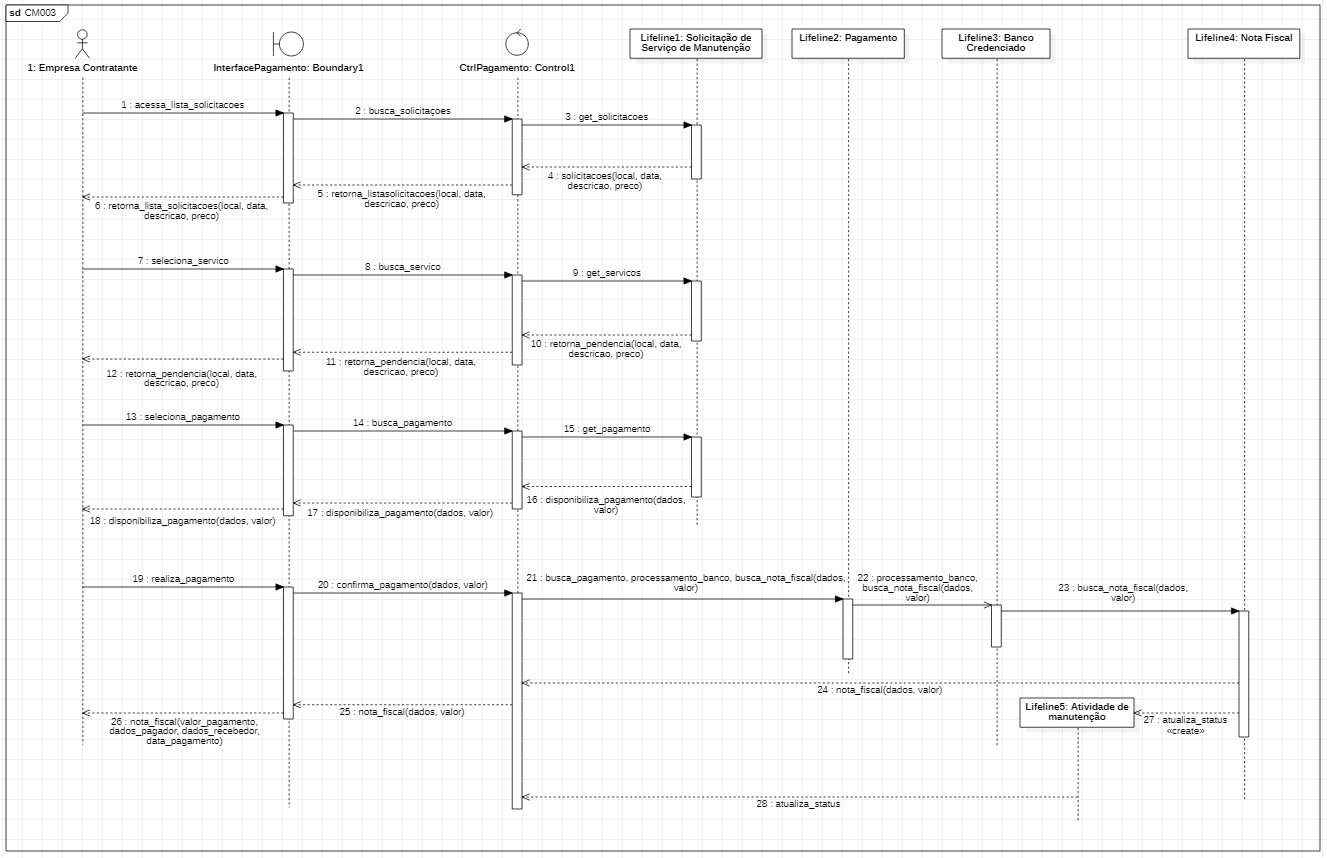 sd CM003
1: Empresa Contratante
InterfacePagamento: Boundary1
CtrlPagamento: Control1
Lifeline1: Solicitação de
Serviço de Manutenção
Lifeline2: Pagamento
Lifeline3: Banco
Credenciado
Lifeline4: Nota Fiscal
1 : acessa_lista_solicitacoes
2 : busca_solicitaçoes
3 : get_solicitacoes
4 : solicitacoes(local, data,
descricao, preco)
5 : retorna_listasolicitacoes(local, data,
descricao, preco)
6 : retorna_lista_solicitacoes(local, data,
descricao, preco)
7 : seleciona_servico
8 : busca_servico
9 : get_servicos
10 : retorna_pendencia(local, data,
descricao, preco)
11 : retorna_pendencia(local, data,
descricao, preco)
12 : retorna_pendencia(local, data,
descricao, preco)
13 : seleciona_pagamento
14 : busca_pagamento
15 : get_pagamento
16 : disponibiliza_pagamento(dados,
valor)
17 : disponibiliza_pagamento(dados, valor)
18 : disponibiliza_pagamento(dados, valor)
19 : realiza_pagamento
20 : confirma_pagamento(dados, valor)
21 : busca_pagamento, processamento_banco, busca_nota_fiscal(dados,
valor)
22 : processamento_banco,
busca_nota_fiscal(dados,
valor)
23 : busca_nota_fiscal(dados,
valor)
24 : nota_fiscal(dados, valor)
25 : nota_fiscal(dados, valor)
26 : nota_fiscal(valor_pagamento,
dados_pagador, dados_recebedor,
data_pagamento)
Lifeline5: Atividade de
manutenção
27 : atualiza_status
«create»
28 : atualiza_status